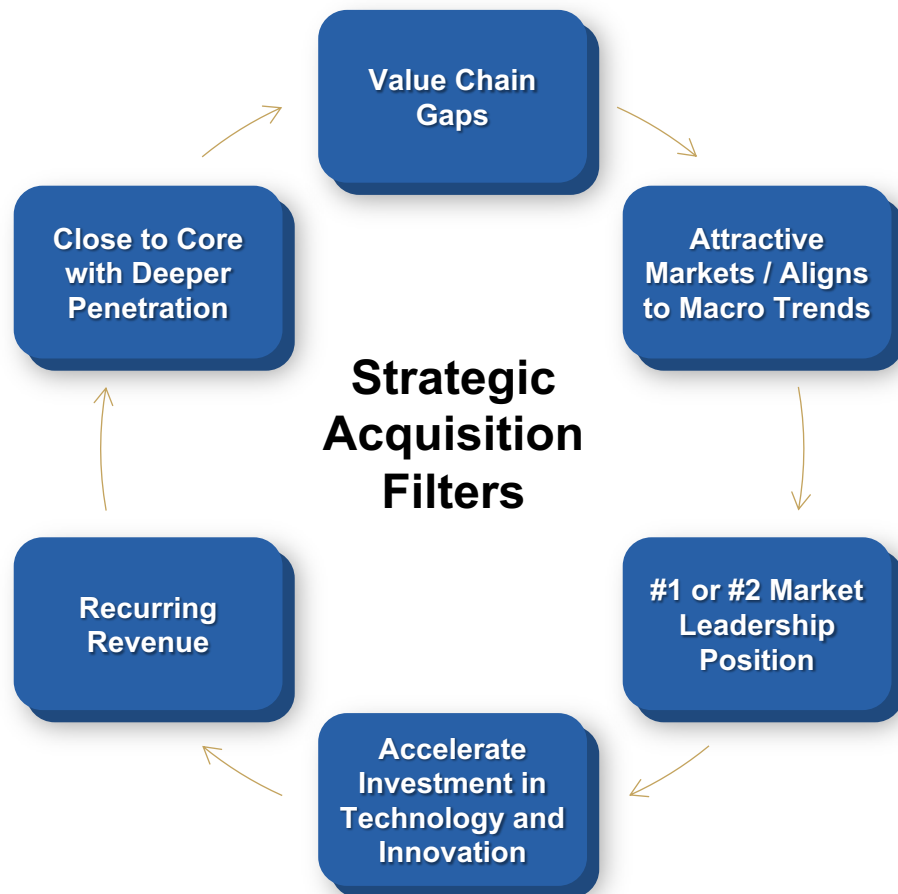 Value Chain
Gaps
Attractive
Markets / Aligns
to Macro Trends
#1 or #2 Market
Leadership
Position
Accelerate
Investment in
Technology and
Innovation
Recurring
Revenue
Close to Core
with Deeper
Penetration
Strategic
Acquisition
Filters